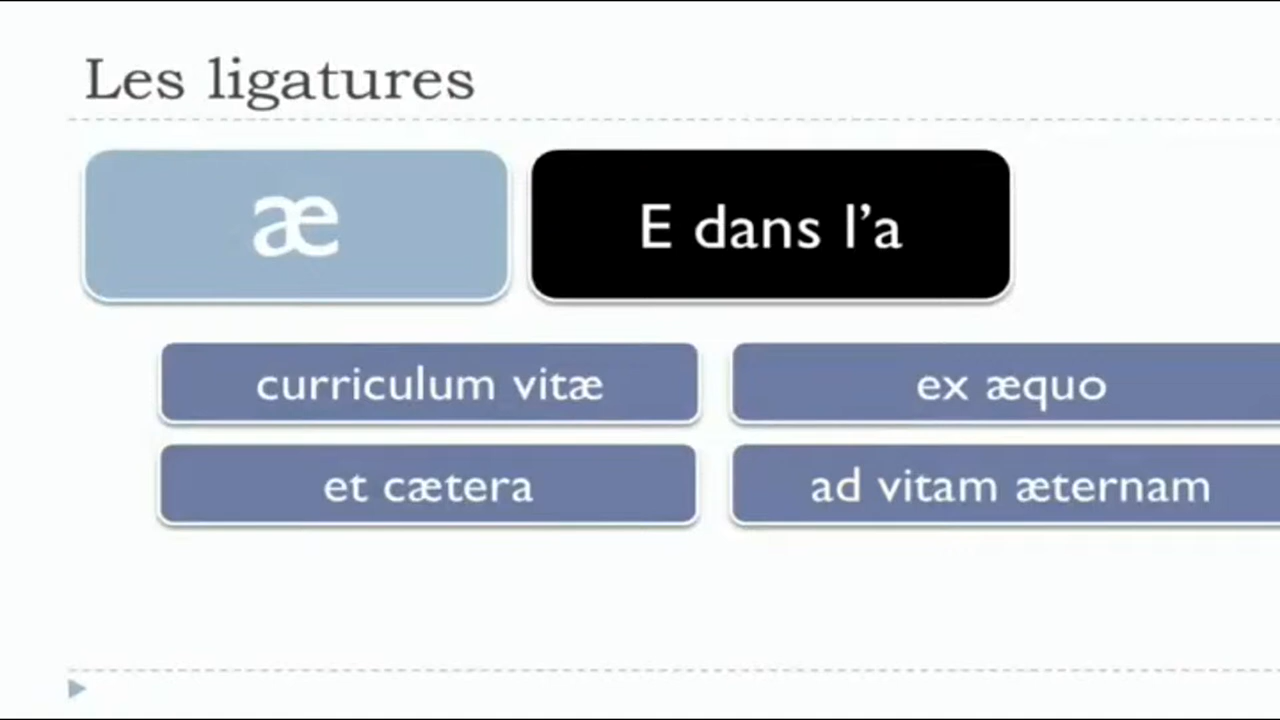 Les ligatures
æ
E dans l’a
curriculum vitæ
ex æquo
et cætera
ad vitam æternam